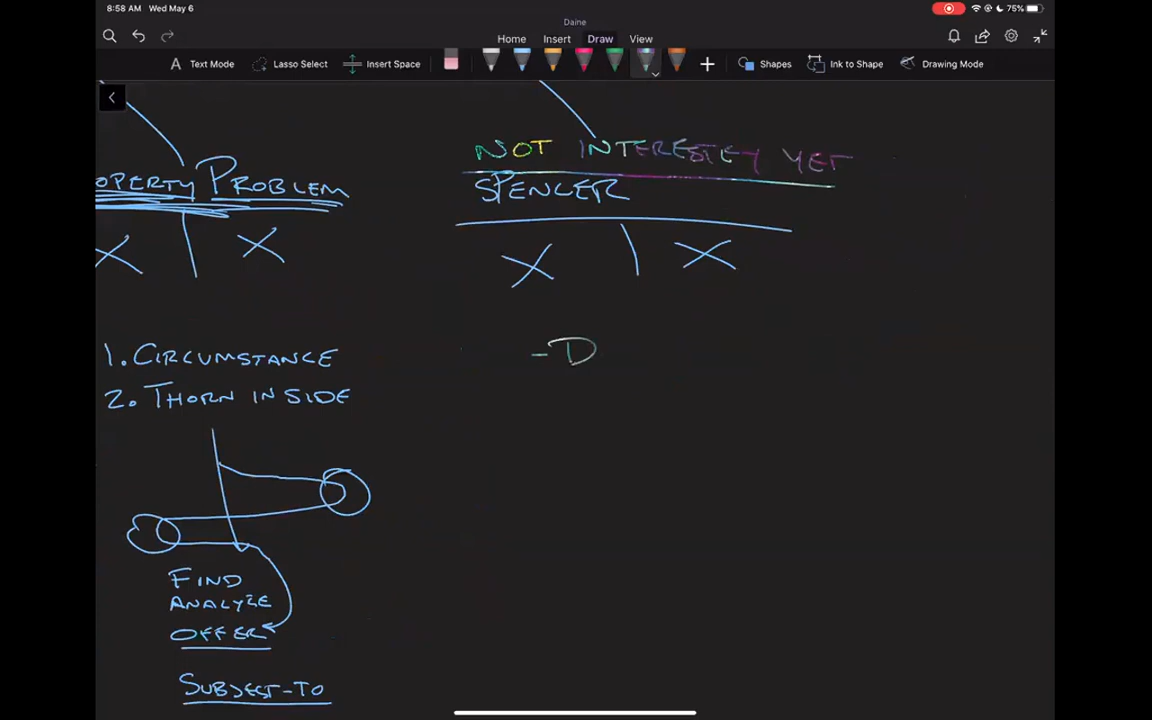 8:58 AM Wed May 6
75%
Daine
Home Insert Draw View
Text Mode Lasso Select Insert Space Shapes Ink to Shape Drawing Mode
NOT INTERESTEY YET
OPERTY PROBLEM
SPENCER
X X
X X
-D
1. CIRCUMSTANCE
2. THORN IN SIDE
FIND
ANALYZE
OFFER
SUBJEST-TO